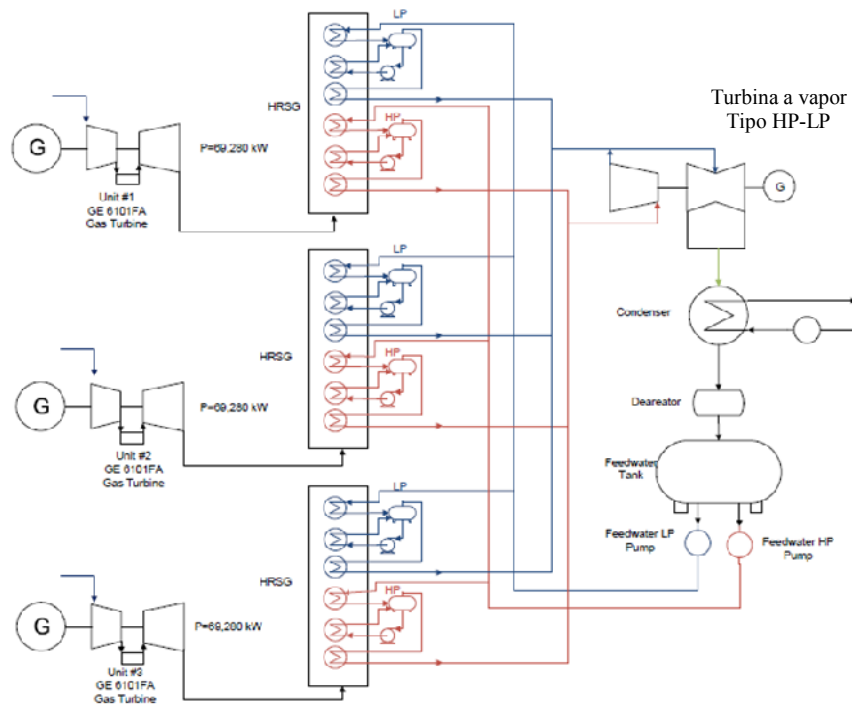 LP
HRSG
HP
G
P=69,280 kW
Unit #1
GE 6101FA
Gas Turbine
Turbina a vapor
Tipo HP-LP
G
LP
HRSG
HP
G
P=69,280 kW
Unit #2
GE 6101FA
Gas Turbine
Condenser
Deareator
Feedwater
Tank
Feedwater LP
Pump
Feedwater HP
Pump
LP
HRSG
HP
G
P=69,280 kW
Unit #3
GE 6101FA
Gas Turbine